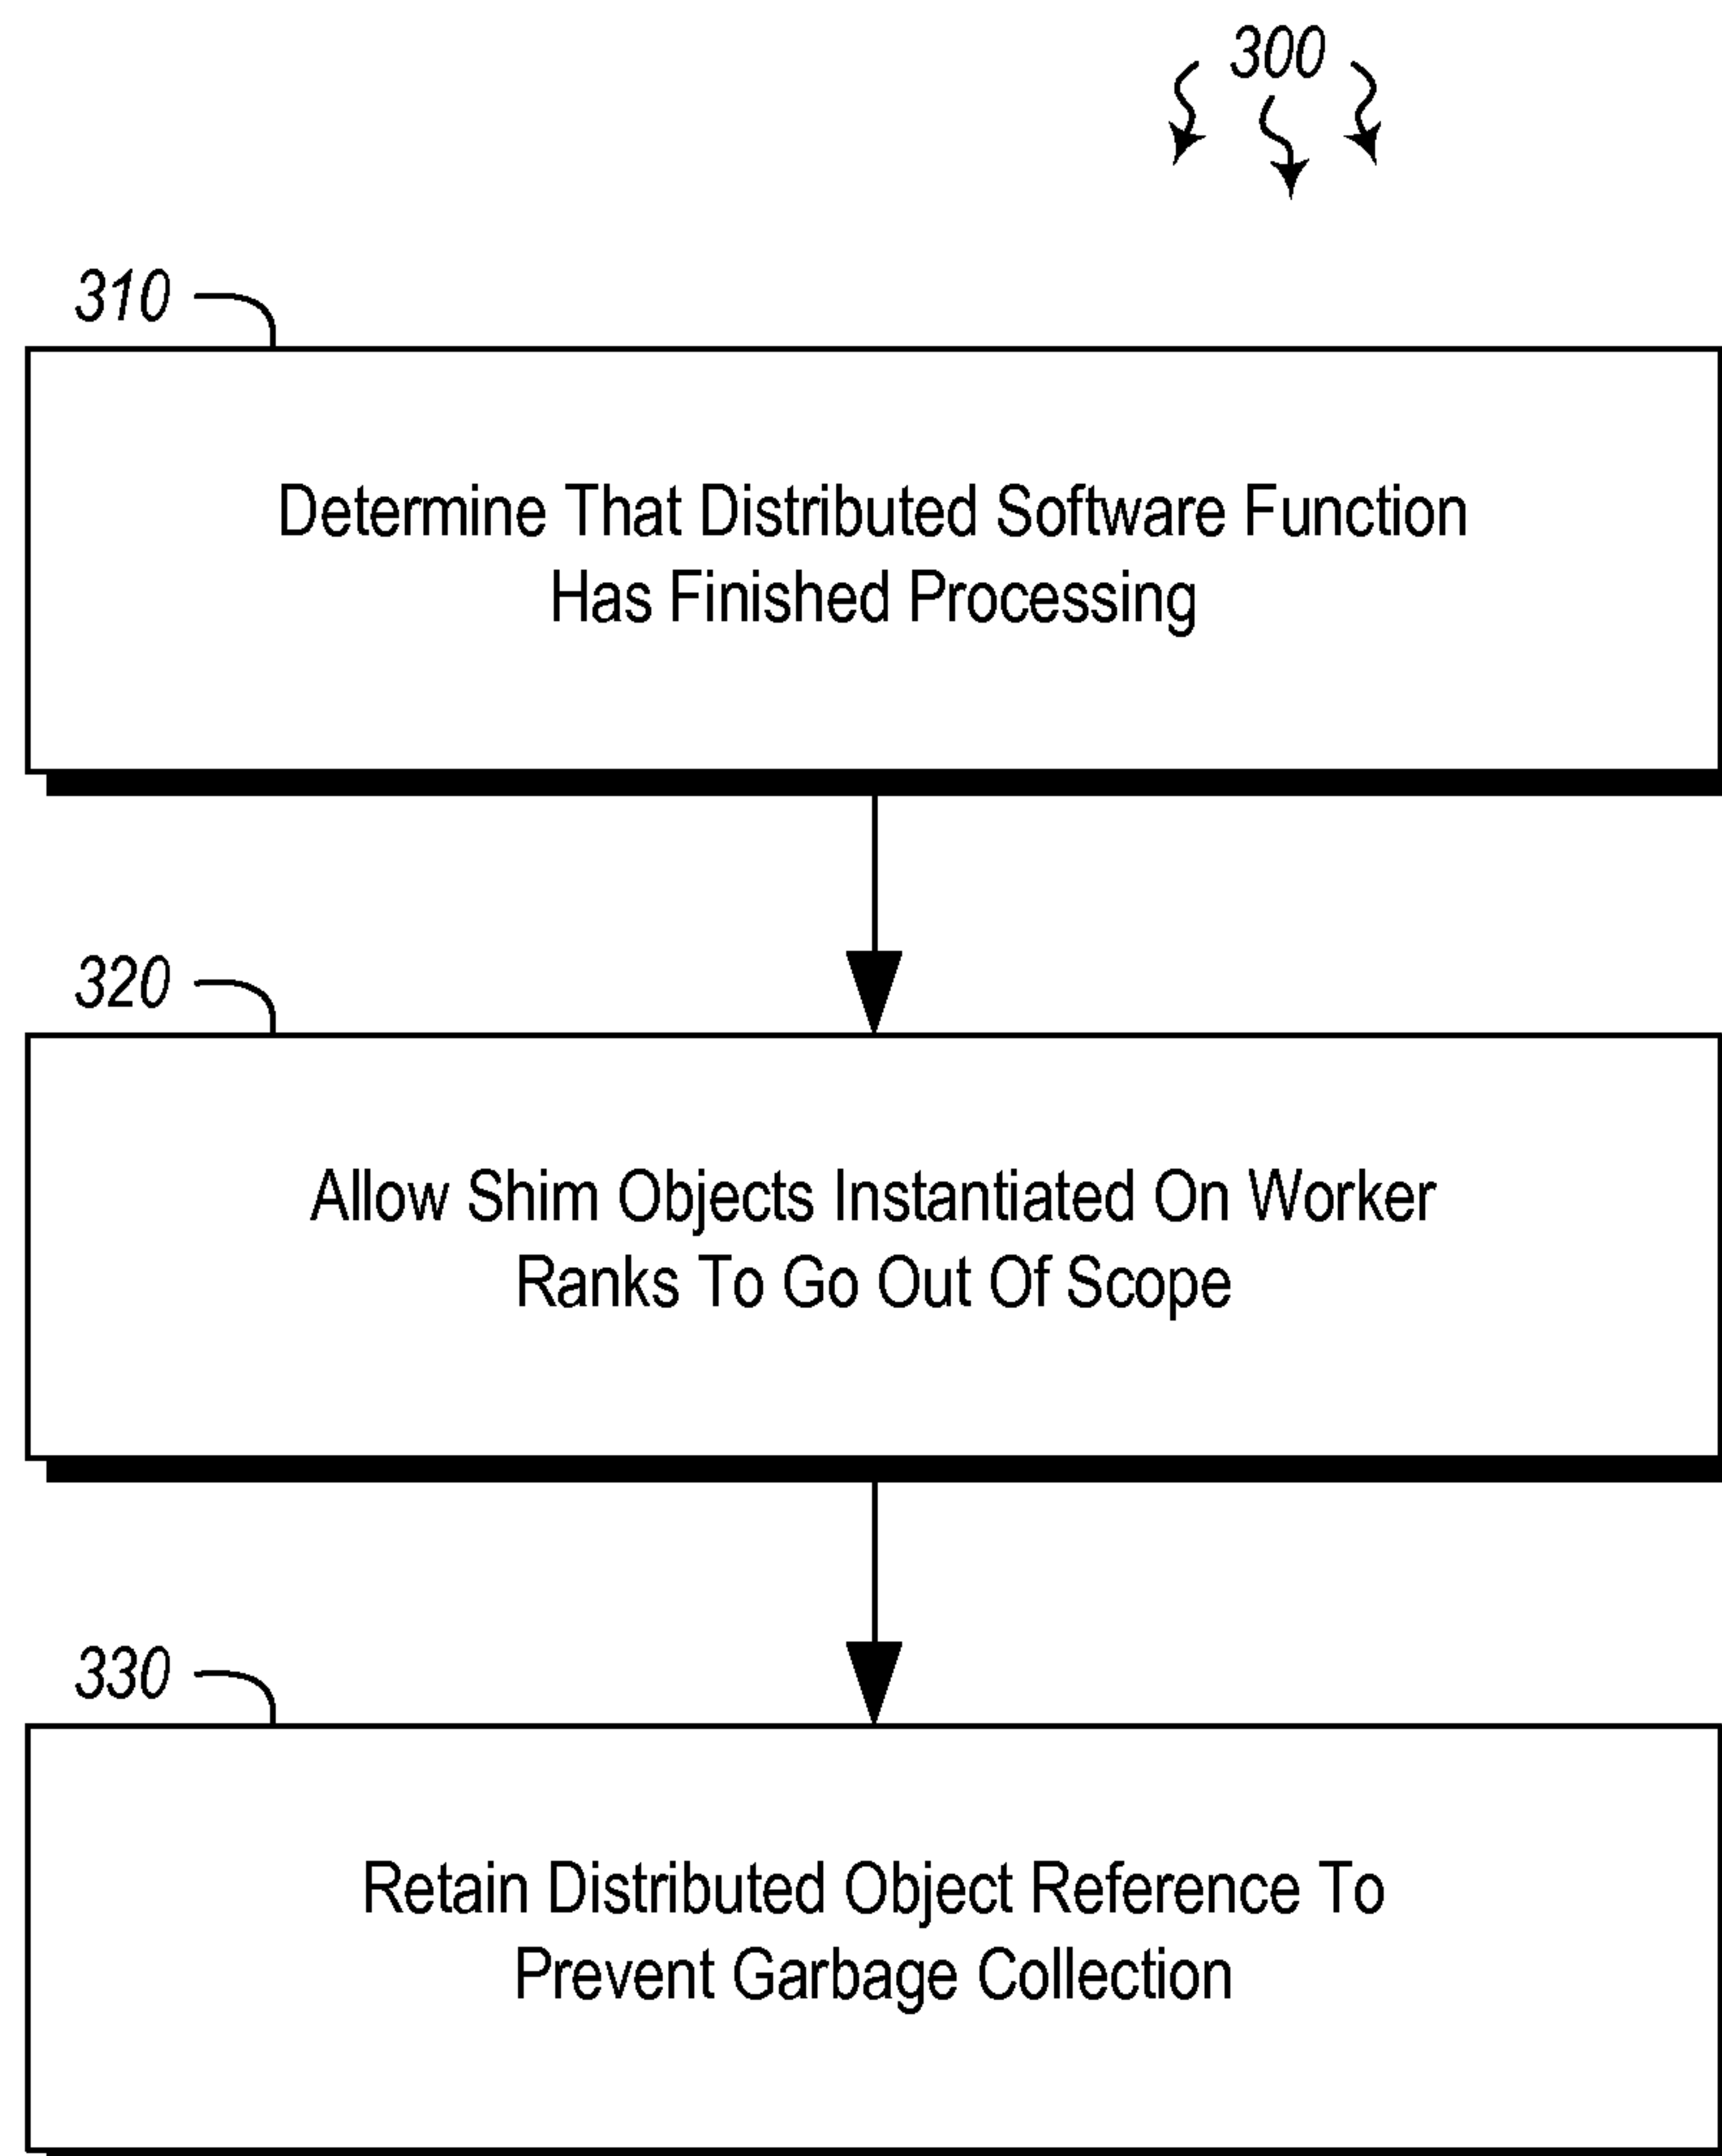 300
310
Determine That Distributed Software Function
Has Finished Processing
320
Allow Shim Objects Instantiated On Worker
Ranks To Go Out Of Scope
330
Retain Distributed Object Reference To
Prevent Garbage Collection